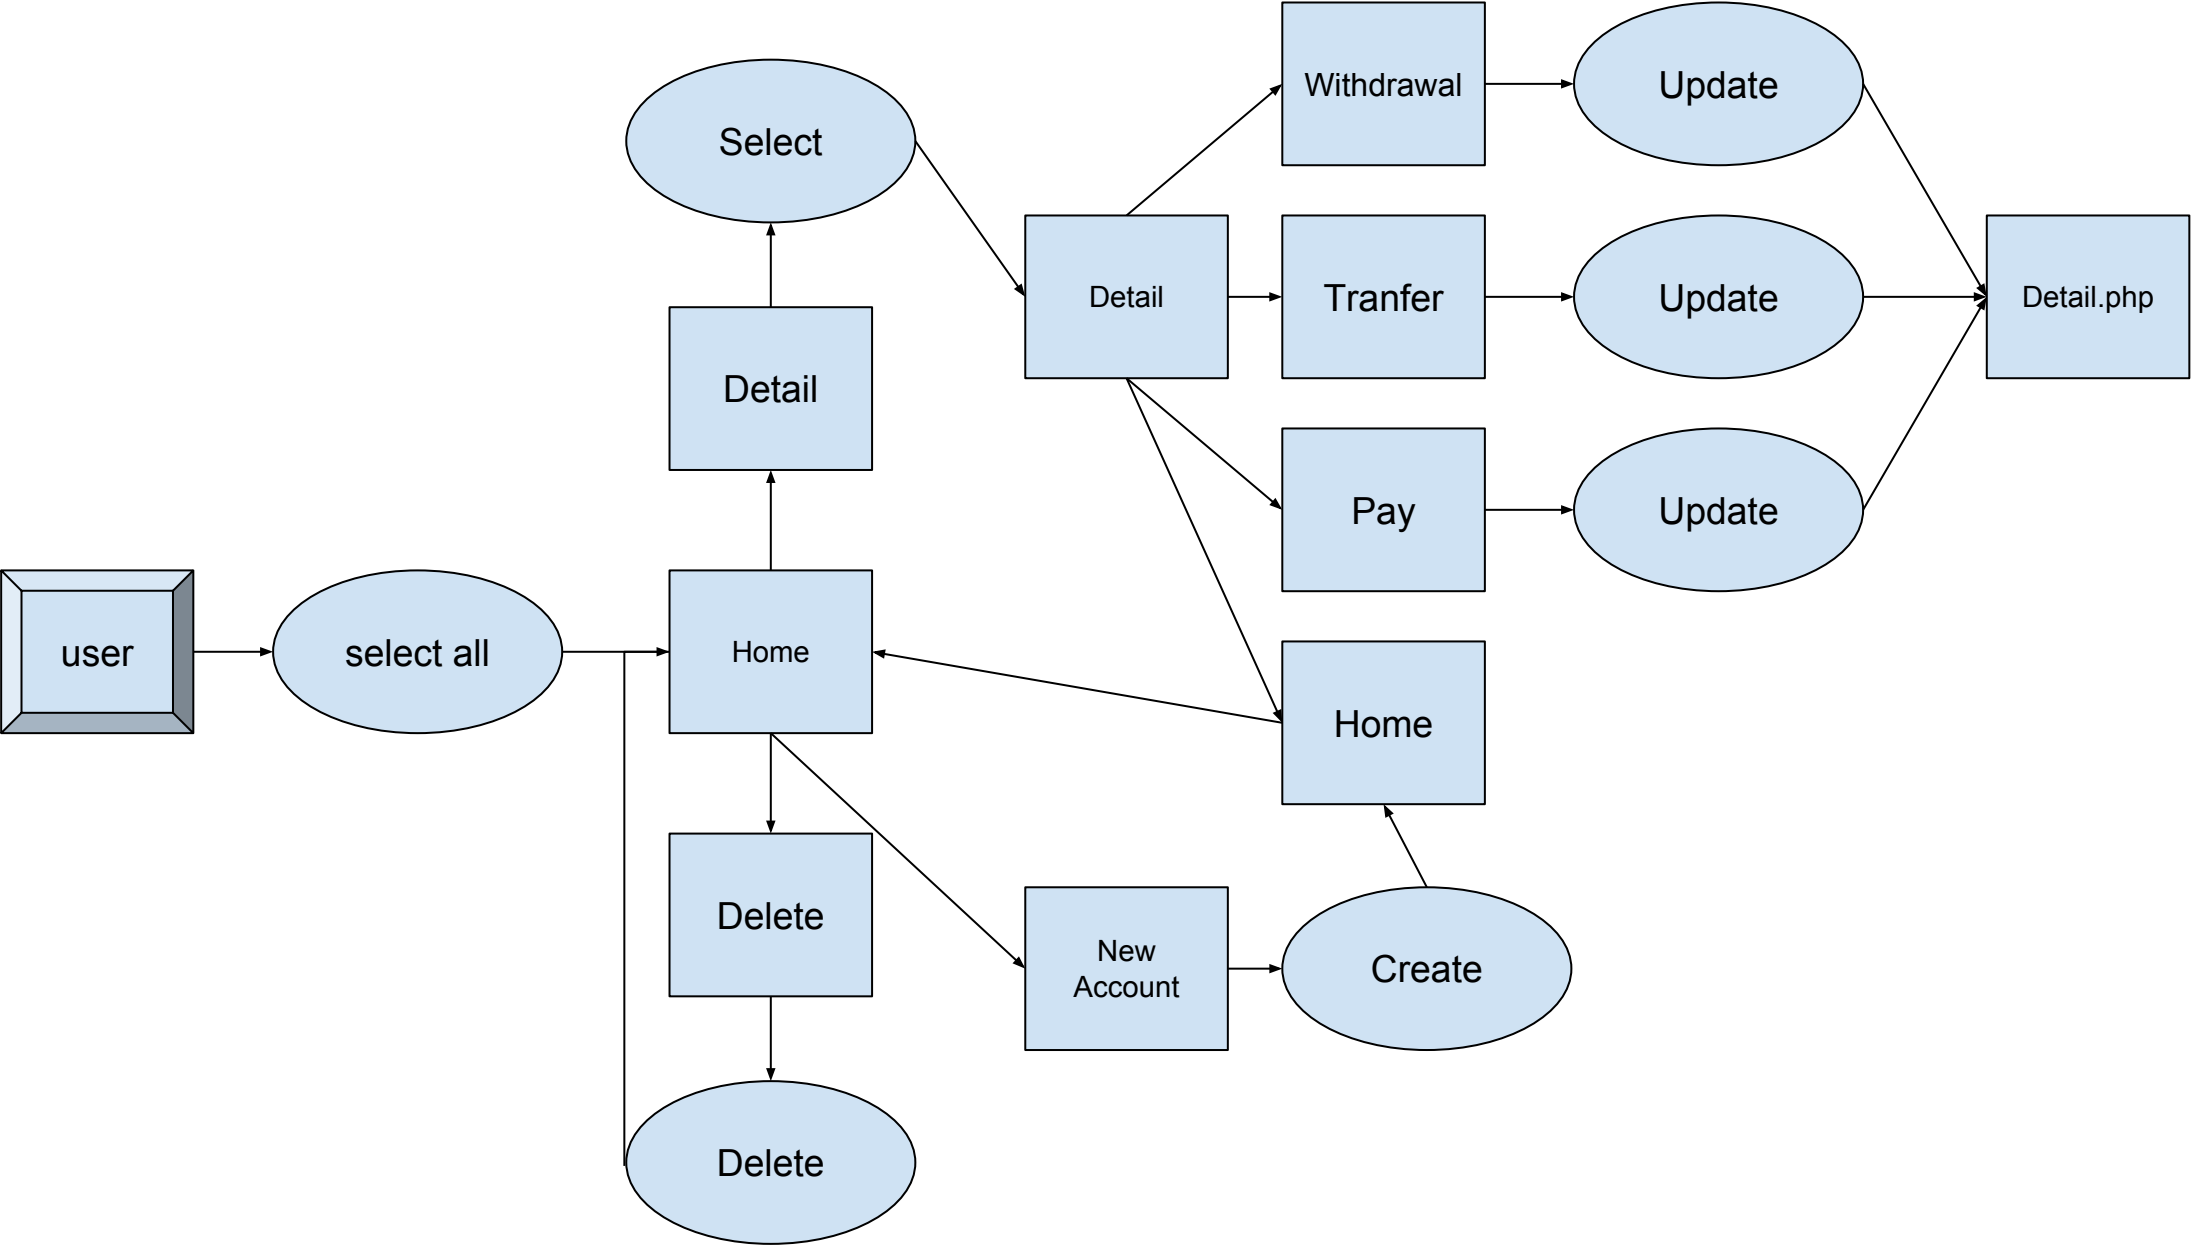 Withdrawal
Update
Select
Detail
Tranfer
Update
Detail.php
Detail
Pay
Update
user
select all
Home
Home
Delete
New
Account
Create
Delete